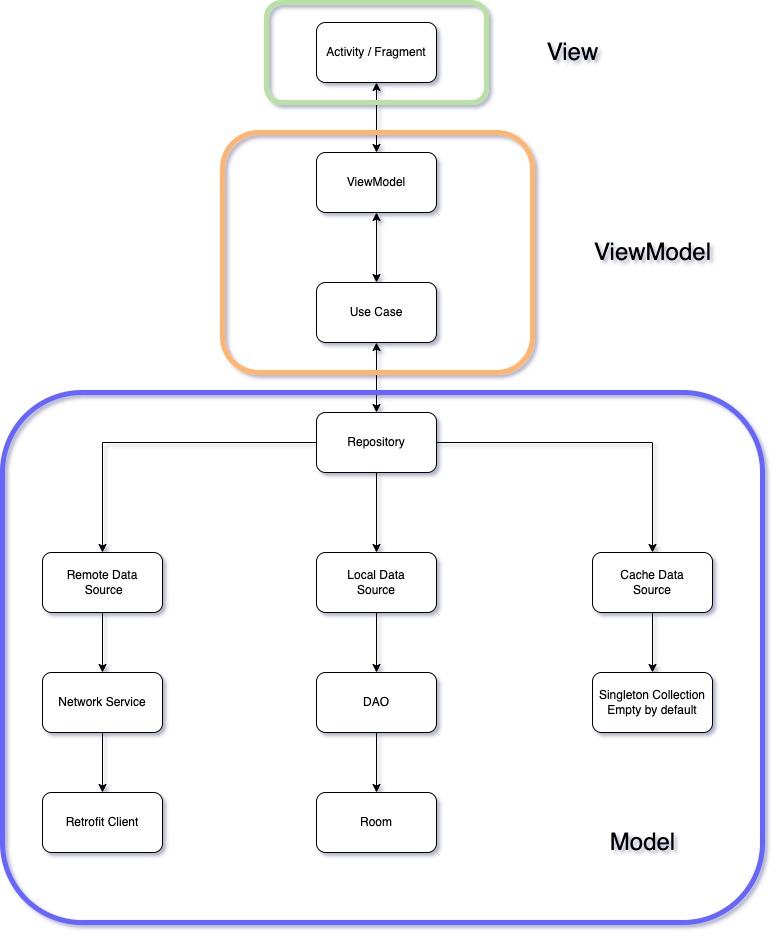 Activity / Fragment
View
ViewModel
ViewModel
Use Case
Repository
Remote Data
Source
Local Data
Source
Cache Data
Source
Network Service
DAO
Singleton Collection
Empty by default
Retrofit Client
Room
Model